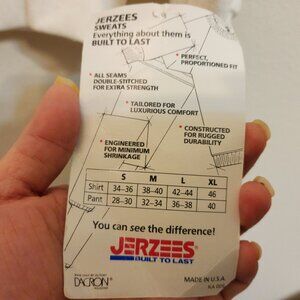 JERZEES
SWEATS
Everything about them is
BUILT TO LAST
• PERFECT,
PROPORTIONED FIT
• ALL SEAMS
DOUBLE-STITCHED
FOR EXTRA STRENGTH
• TAILORED FOR
LUXURIOUS COMFORT
• CONSTRUCTED
FOR RUGGED
DURABILITY
• ENGINEERED
FOR MINIMUM
SHRINKAGE
S M L XL
Shirt 34–36 38–40 42–44 46
Pant 28–30 32–34 36–38 40
You can see the difference!
JERZEES
BUILT TO LAST
DACRON
MADE IN U.S.A.